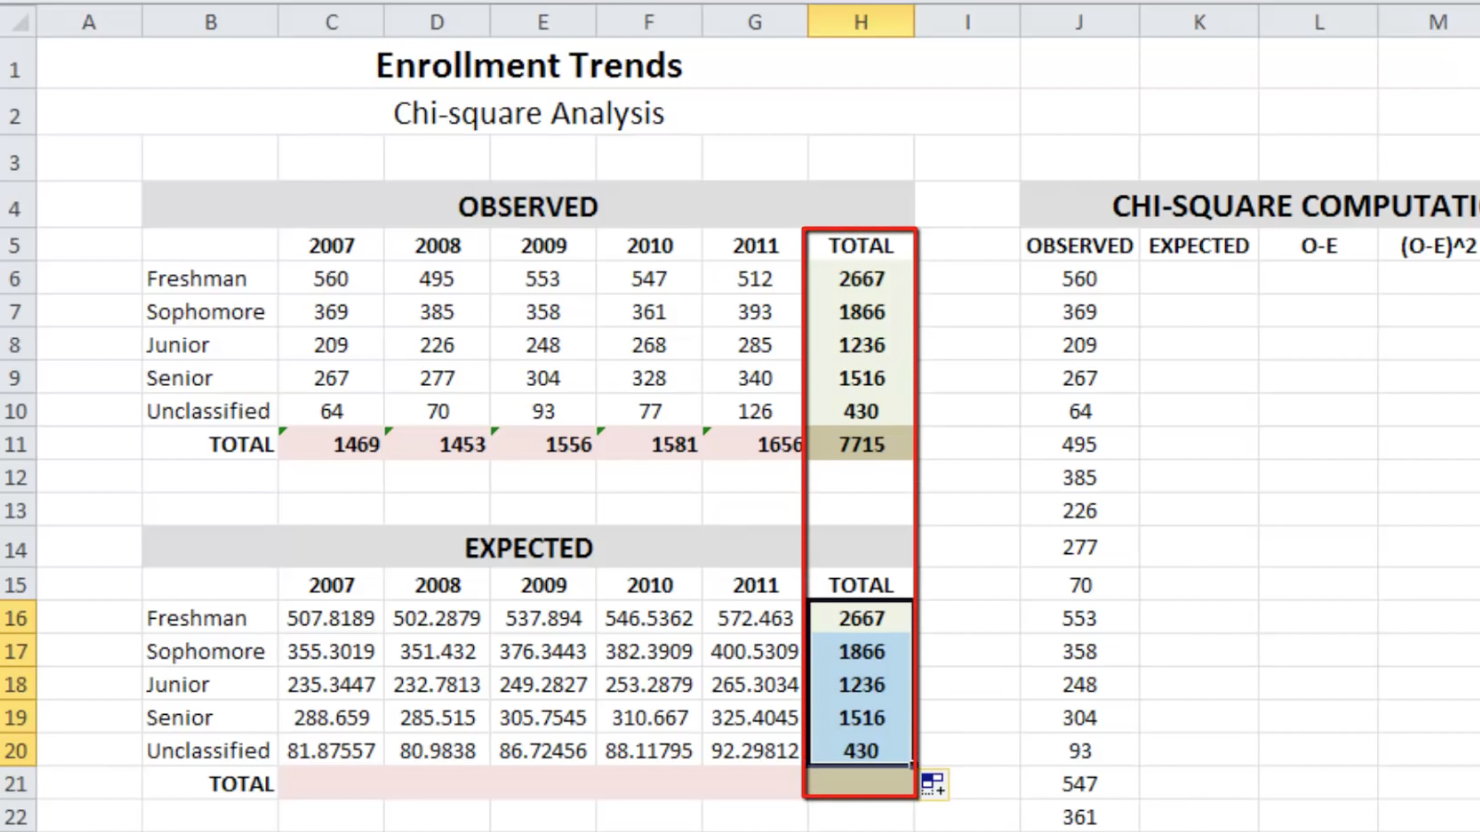 A B C D E F G H I J K L M
1 Enrollment Trends
2 Chi-square Analysis
3
4 OBSERVED CHI-SQUARE COMPUTATI
5 2007 2008 2009 2010 2011 TOTAL OBSERVED EXPECTED O-E (O-E)^2
6 Freshman 560 495 553 547 512 2667 560
7 Sophomore 369 385 358 361 393 1866 369
8 Junior 209 226 248 268 285 1236 209
9 Senior 267 277 304 328 340 1516 267
10 Unclassified 64 70 93 77 126 430 64
11 TOTAL 1469 1453 1556 1581 1656 7715 495
12 385
13 226
14 EXPECTED 277
15 2007 2008 2009 2010 2011 TOTAL 70
16 Freshman 507.8189 502.2879 537.894 546.5362 572.463 2667 553
17 Sophomore 355.3019 351.432 376.3443 382.3909 400.5309 1866 358
18 Junior 235.3447 232.7813 249.2827 253.2879 265.3034 1236 248
19 Senior 288.659 285.515 305.7545 310.667 325.4045 1516 304
20 Unclassified 81.87557 80.9838 86.72456 88.11795 92.29812 430 93
21 TOTAL 547
22 361